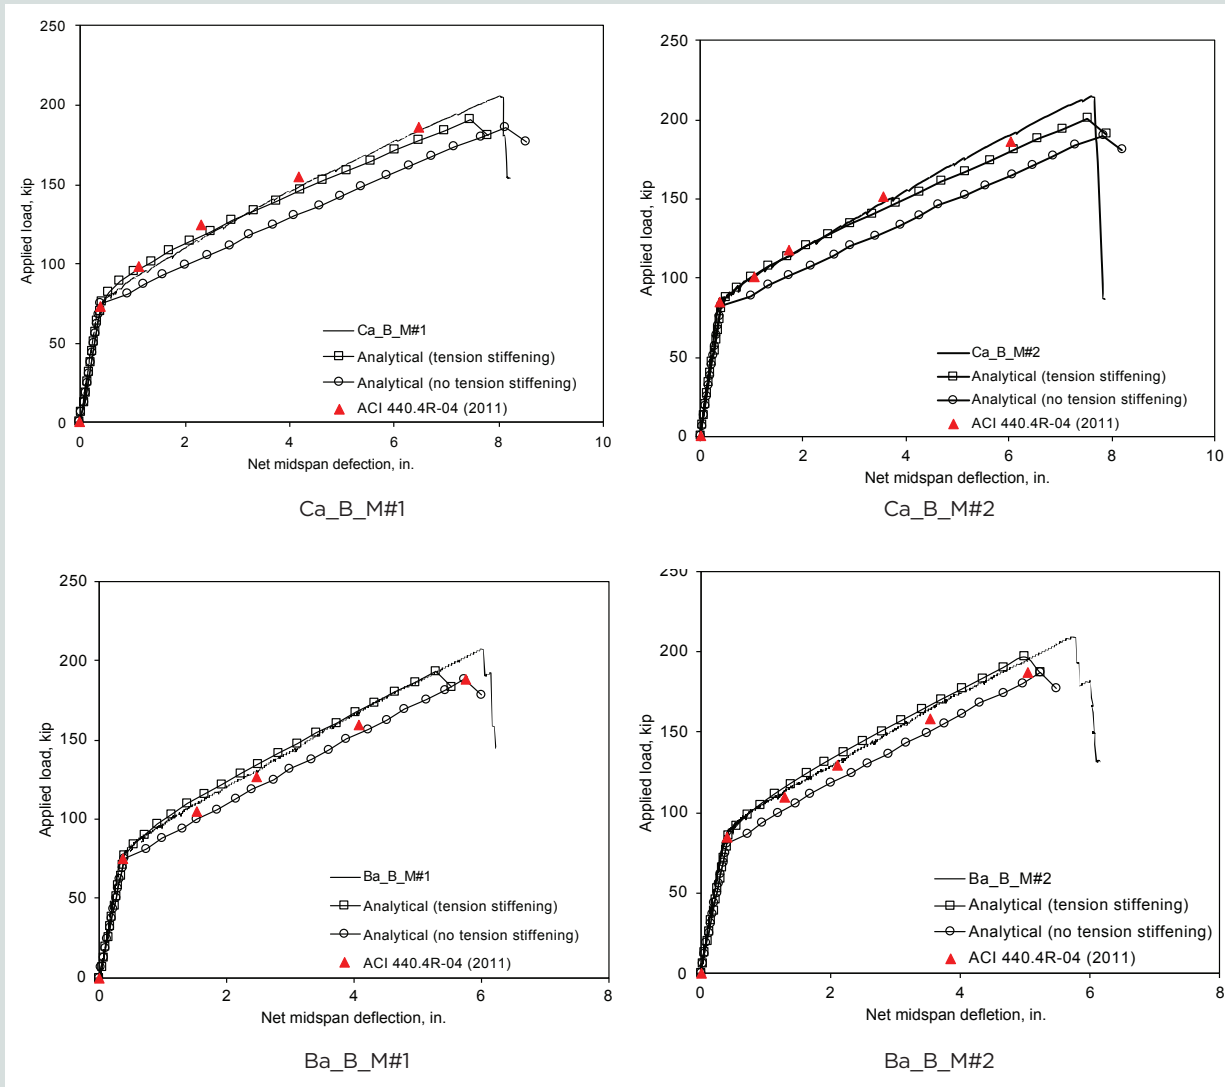 250
200
150
100
50
0
Applied load, kip
Ca_B_M#1
Analytical (tension stiffening)
Analytical (no tension stiffening)
ACI 440.4R-04 (2011)
0 2 4 6 8 10
Net midspan defection, in.
Ca_B_M#1
250
200
150
100
50
0
Applied load, kip
Ca_B_M#2
Analytical (tension stiffening)
Analytical (no tension stiffening)
ACI 440.4R-04 (2011)
0 2 4 6 8 10
Net midspan deflection, in.
Ca_B_M#2
250
200
150
100
50
0
Applied load, kip
Ba_B_M#1
Analytical (tension stiffening)
Analytical (no tension stiffening)
ACI 440.4R-04 (2011)
0 2 4 6 8
Net midspan deflection, in.
Ba_B_M#1
250
200
150
100
50
0
Applied load, kip
Ba_B_M#2
Analytical (tension stiffening)
Analytical (no tension stiffening)
ACI 440.4R-04 (2011)
0 2 4 6 8
Net midspan deflection, in.
Ba_B_M#2